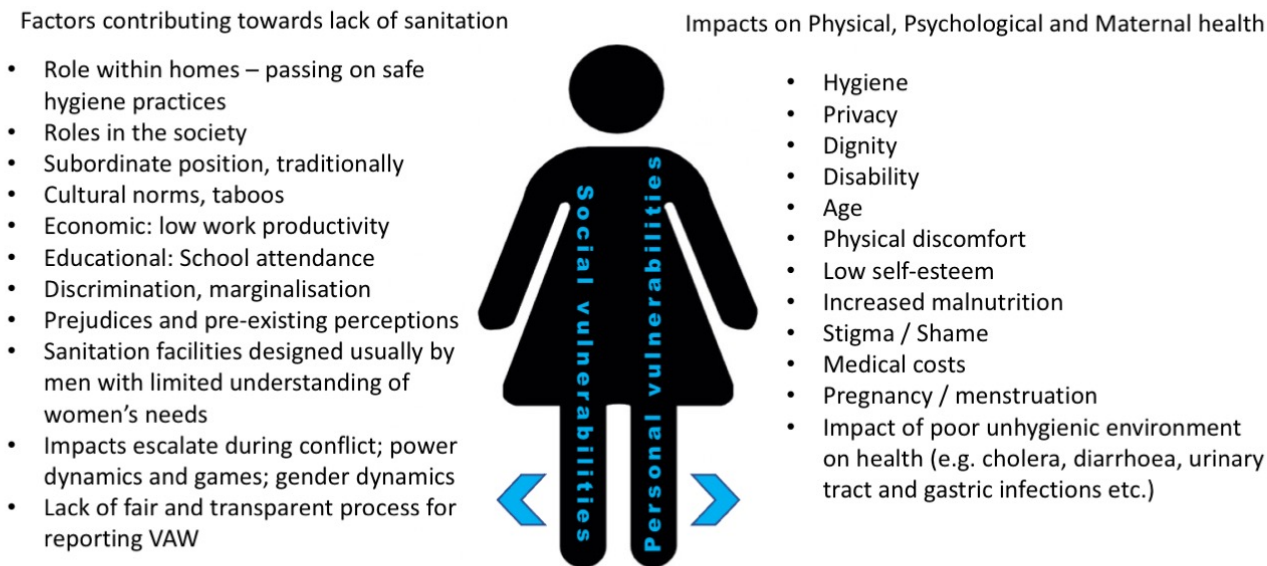 Factors contributing towards lack of sanitation
• Role within homes – passing on safe
hygiene practices
• Roles in the society
• Subordinate position, traditionally
• Cultural norms, taboos
• Economic: low work productivity
• Educational: School attendance
• Discrimination, marginalisation
• Prejudices and pre-existing perceptions
• Sanitation facilities designed usually by
men with limited understanding of
women’s needs
• Impacts escalate during conflict; power
dynamics and games; gender dynamics
• Lack of fair and transparent process for
reporting VAW
Social vulnerabilities
Personal vulnerabilities
Impacts on Physical, Psychological and Maternal health
• Hygiene
• Privacy
• Dignity
• Disability
• Age
• Physical discomfort
• Low self-esteem
• Increased malnutrition
• Stigma / Shame
• Medical costs
• Pregnancy / menstruation
• Impact of poor unhygienic environment
on health (e.g. cholera, diarrhoea, urinary
tract and gastric infections etc.)